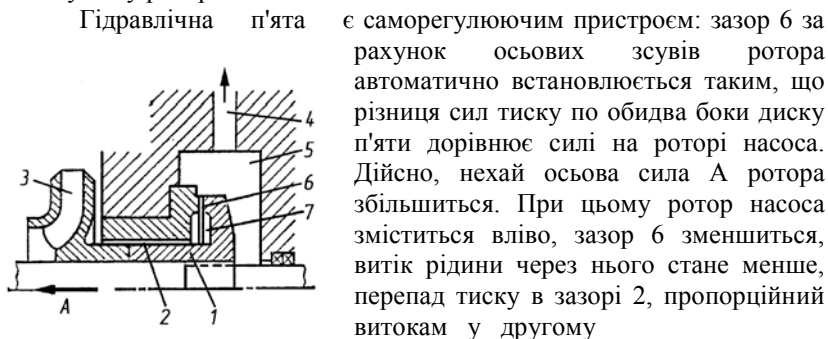 Гідравлічна п'ята є саморегулюючим пристроєм: зазор 6 за
рахунок осьових зсувів ротора
автоматично встановлюється таким, що
різниця сил тиску по обидва боки диску
п'яти дорівнює силі на роторі насоса.
Дійсно, нехай осьова сила А ротора
збільшиться. При цьому ротор насоса
зміститься вліво, зазор 6 зменшиться,
витік рідини через нього стане менше,
перепад тиску в зазорі 2, пропорційний
витокам у другому
4
5
3
6
7
A
2
1